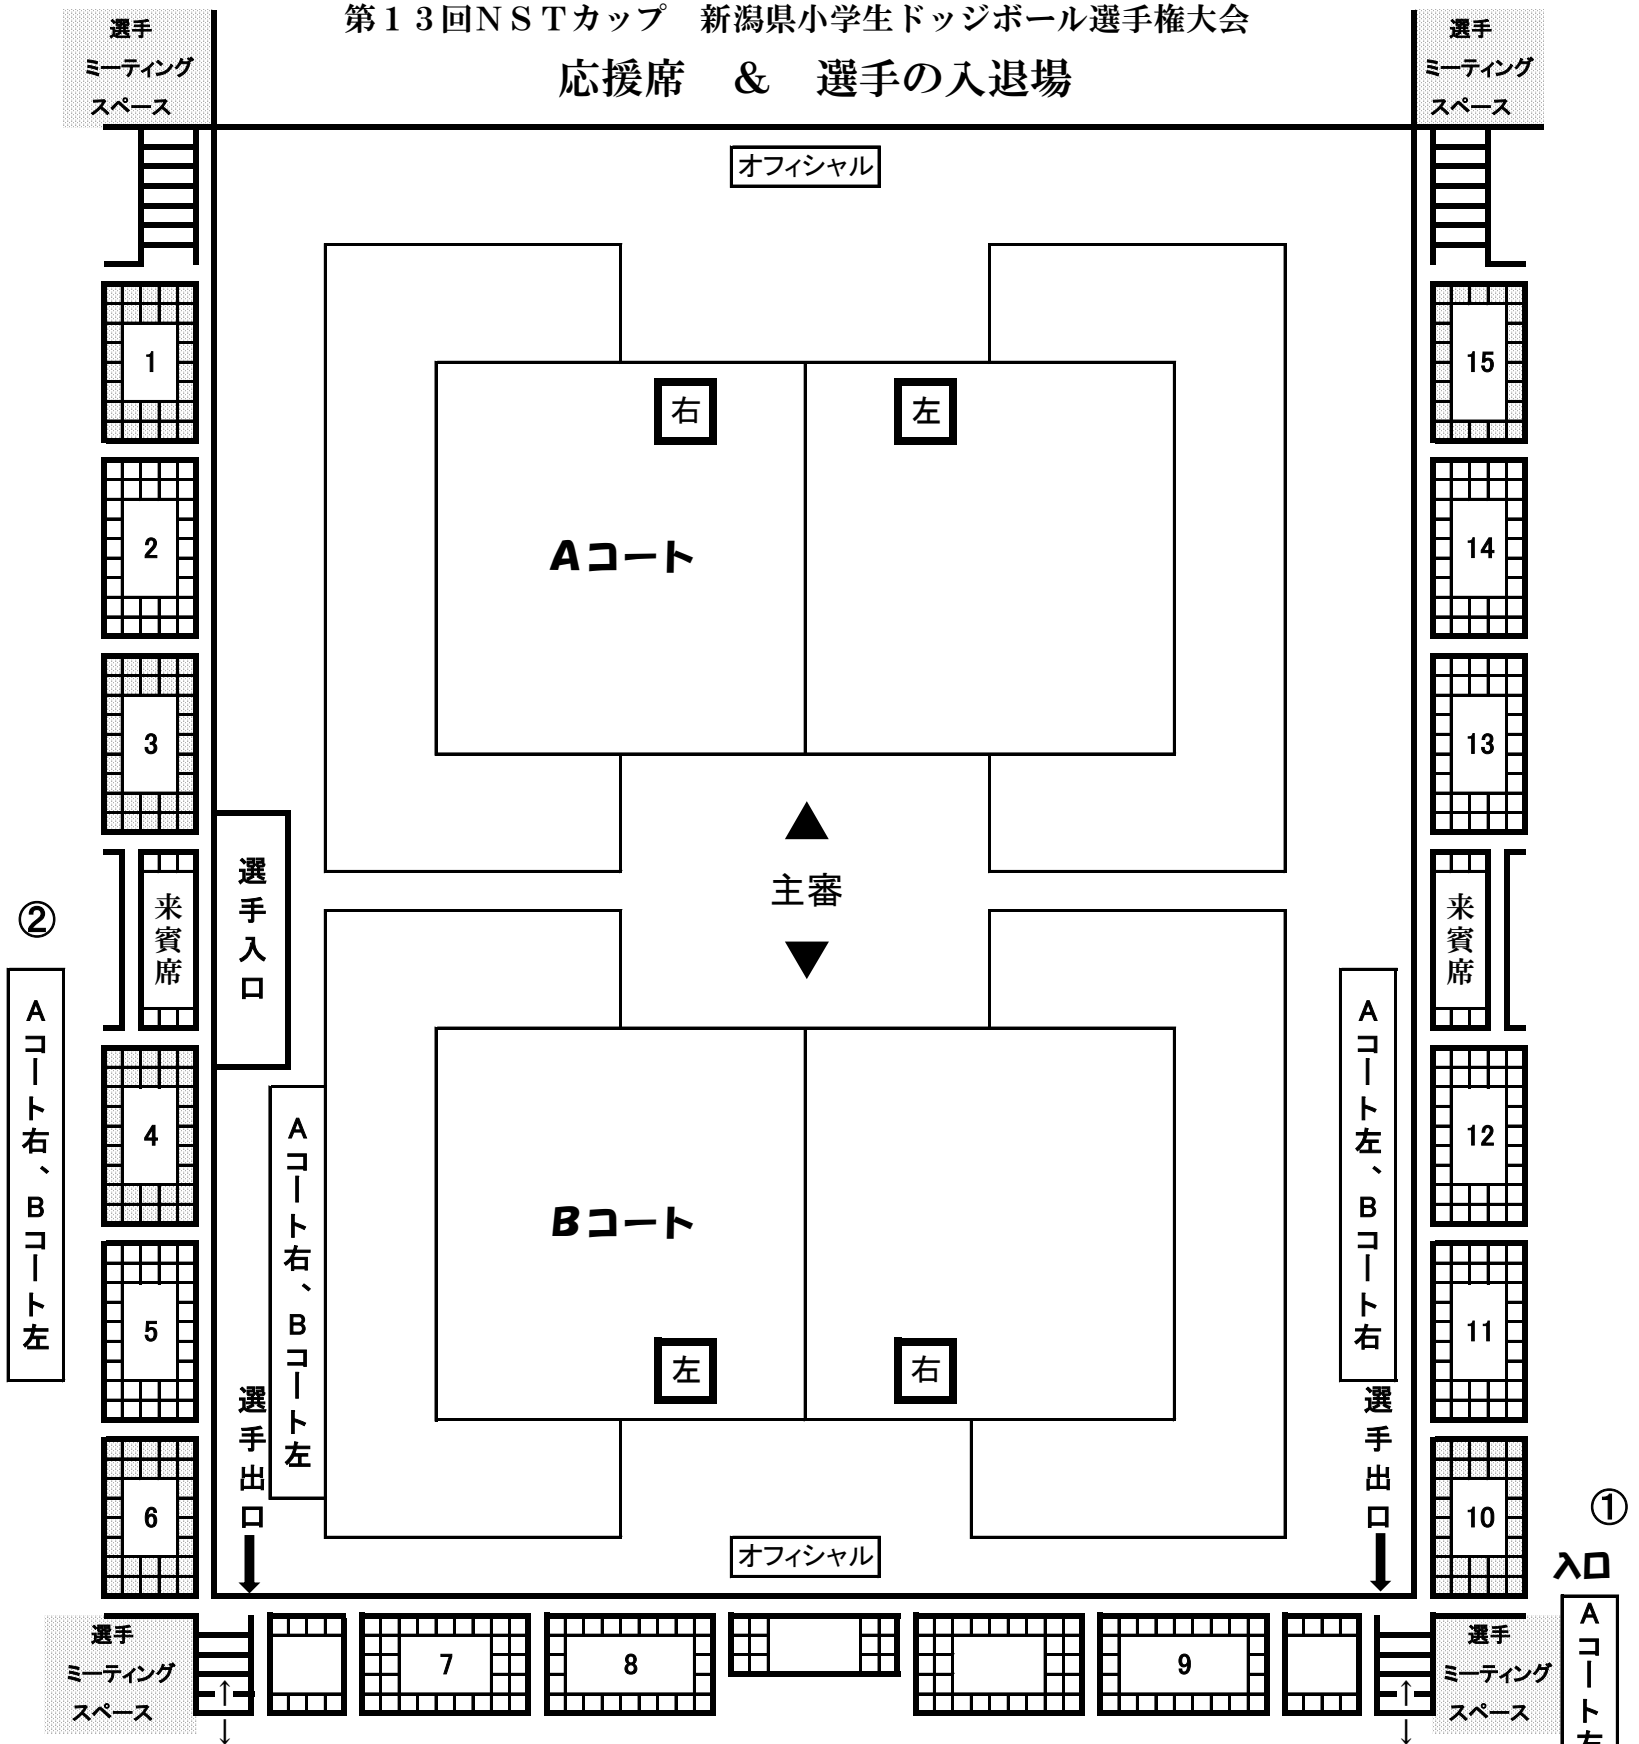 第１３回ＮＳＴカップ　新潟県小学生ドッジボール選手権大会
応援席　＆　選手の入退場
選手
ミーティング
スペース
選手
ミーティング
スペース
オフィシャル
右
左
Aコート
1
2
3
15
14
13
選手入口
主審
来賓席
来賓席
②
Aコート右、Bコート左
Aコート右、Bコート左
Aコート左、Bコート右
4
5
6
12
11
10
Bコート
左
右
選手出口
選手出口
オフィシャル
①
入口
Aコート左
選手
ミーティング
スペース
↑
↓
7
8
9
↑
↓
選手
ミーティング
スペース